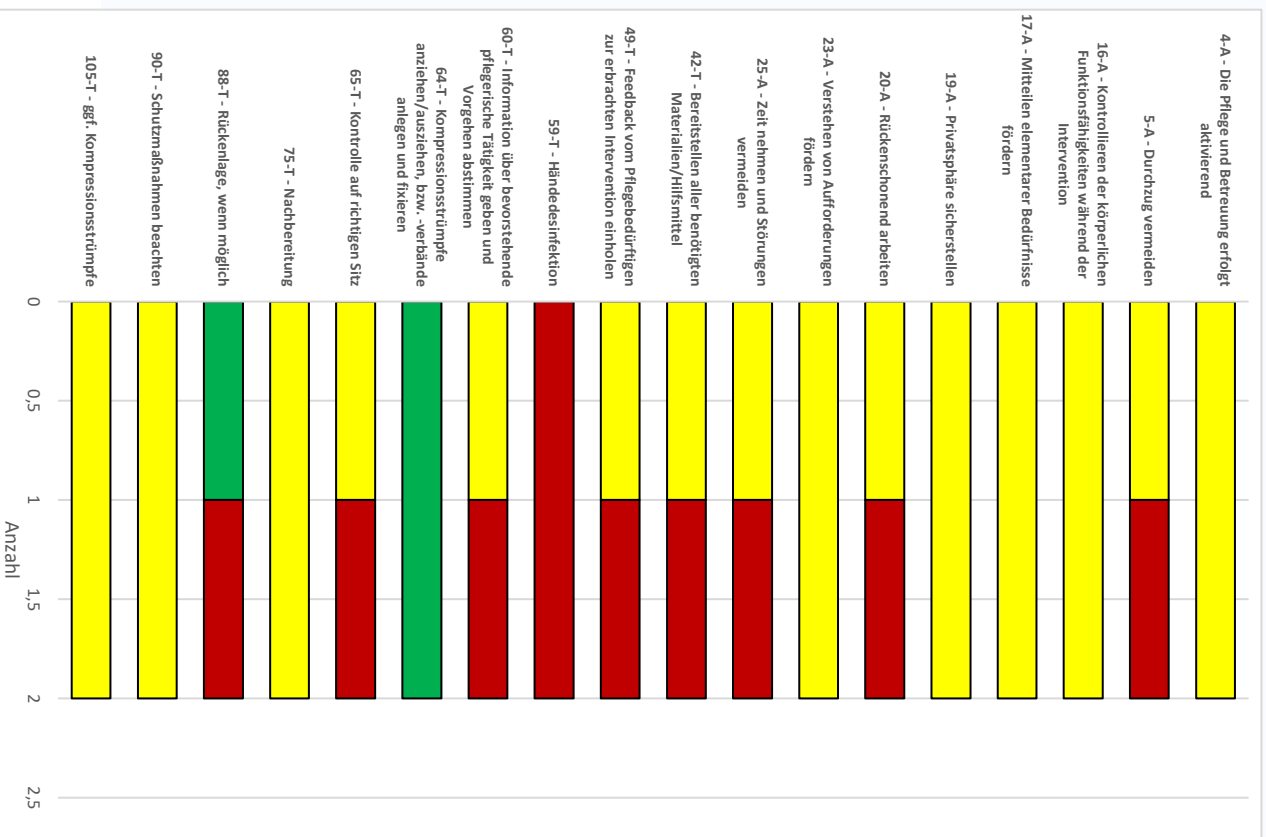 4-A - Die Pflege und Betreuung erfolgt
aktivierend
5-A - Durchzug vermeiden
16-A - Kontrollieren der körperlichen
Funktionsfähigkeiten während der
Intervention
17-A - Mitteilen elementarer Bedürfnisse
fördern
19-A - Privatsphäre sicherstellen
20-A - Rückenschonend arbeiten
23-A - Verstehen von Aufforderungen
fördern
25-A - Zeit nehmen und Störungen
vermeiden
42-T - Bereitstellen aller benötigten
Materialien/Hilfsmittel
49-T - Feedback vom Pflegebedürftigen
zur erbrachten Intervention einholen
59-T - Händedesinfektion
60-T - Information über bevorstehende
pflegerische Tätigkeit geben und
Vorgehen abstimmen
64-T - Kompressionsstrümpfe
anziehen/ausziehen, bzw. -verbände
anlegen und fixieren
65-T - Kontrolle auf richtigen Sitz
75-T - Nachbereitung
88-T - Rückenlage, wenn möglich
90-T - Schutzmaßnahmen beachten
105-T - ggf. Kompressionsstrümpfe
0
0,5
1
1,5
2
2,5
Anzahl